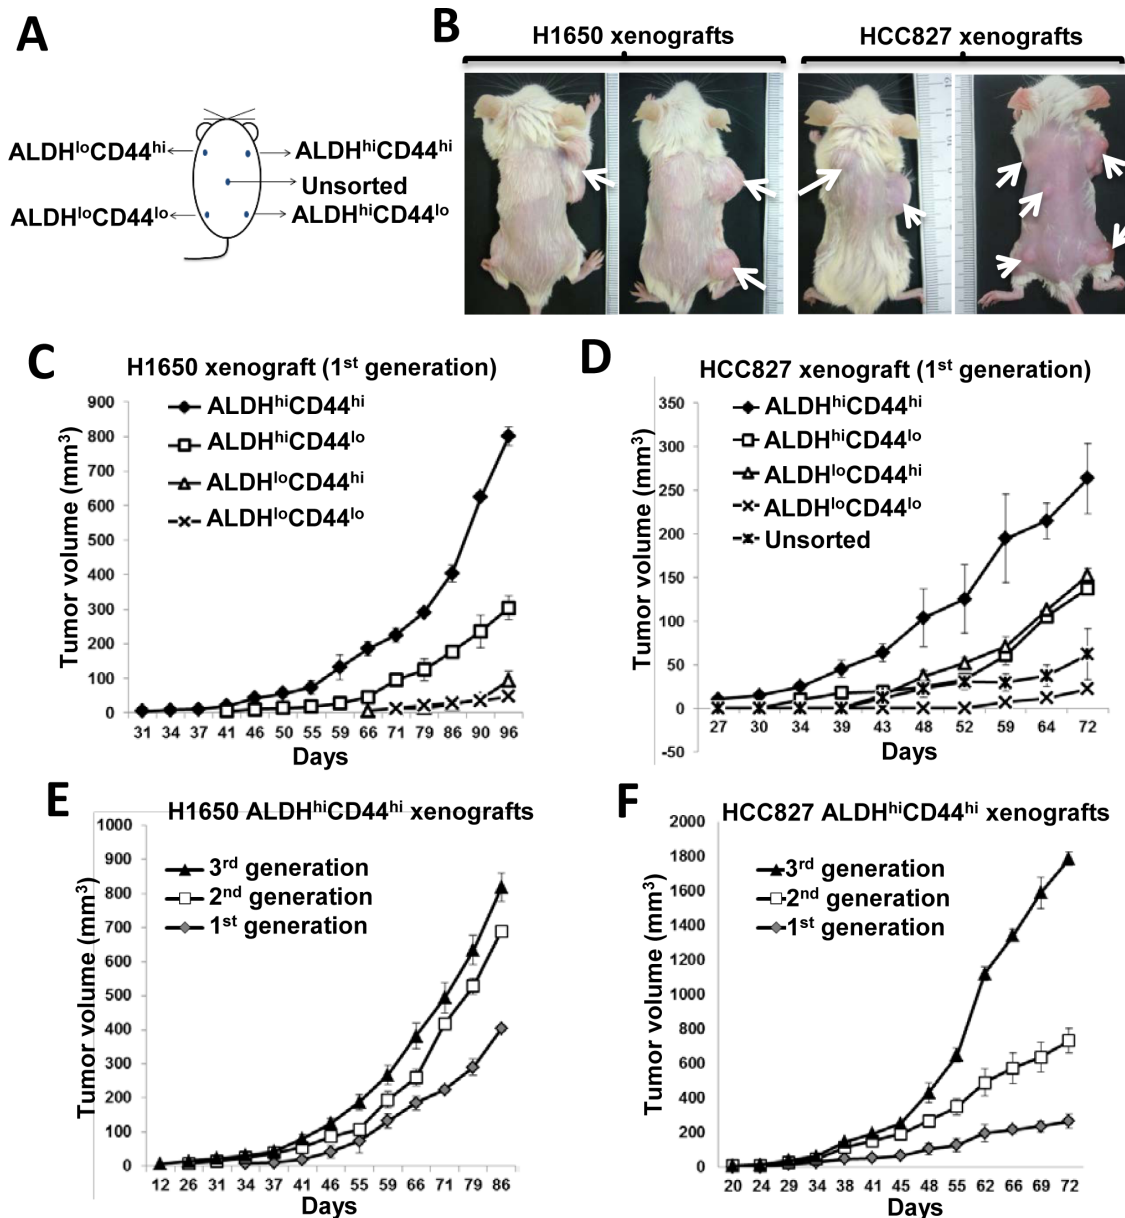 A
ALDHloCD44hi
ALDHhiCD44hi
Unsorted
ALDHloCD44lo
ALDHhiCD44lo
B
H1650 xenografts
HCC827 xenografts
C
H1650 xenograft (1st generation)
Tumor volume (mm3)
900
800
700
600
500
400
300
200
100
0
ALDHhiCD44hi
ALDHhiCD44lo
ALDHloCD44hi
ALDHloCD44lo
31 34 37 41 46 50 55 59 66 71 79 86 90 96
Days
D
HCC827 xenograft (1st generation)
Tumor volume (mm3)
350
300
250
200
150
100
50
0
-50
ALDHhiCD44hi
ALDHhiCD44lo
ALDHloCD44hi
ALDHloCD44lo
Unsorted
27 30 34 39 43 48 52 59 64 72
Days
E
H1650 ALDHhiCD44hi xenografts
Tumor volume (mm3)
1000
900
800
700
600
500
400
300
200
100
0
3rd generation
2nd generation
1st generation
12 26 31 34 37 41 46 55 59 66 71 79 86
Days
F
HCC827 ALDHhiCD44hi xenografts
Tumor volume (mm3)
2000
1800
1600
1400
1200
1000
800
600
400
200
0
3rd generation
2nd generation
1st generation
20 24 29 34 38 41 45 48 55 62 66 69 72
Days